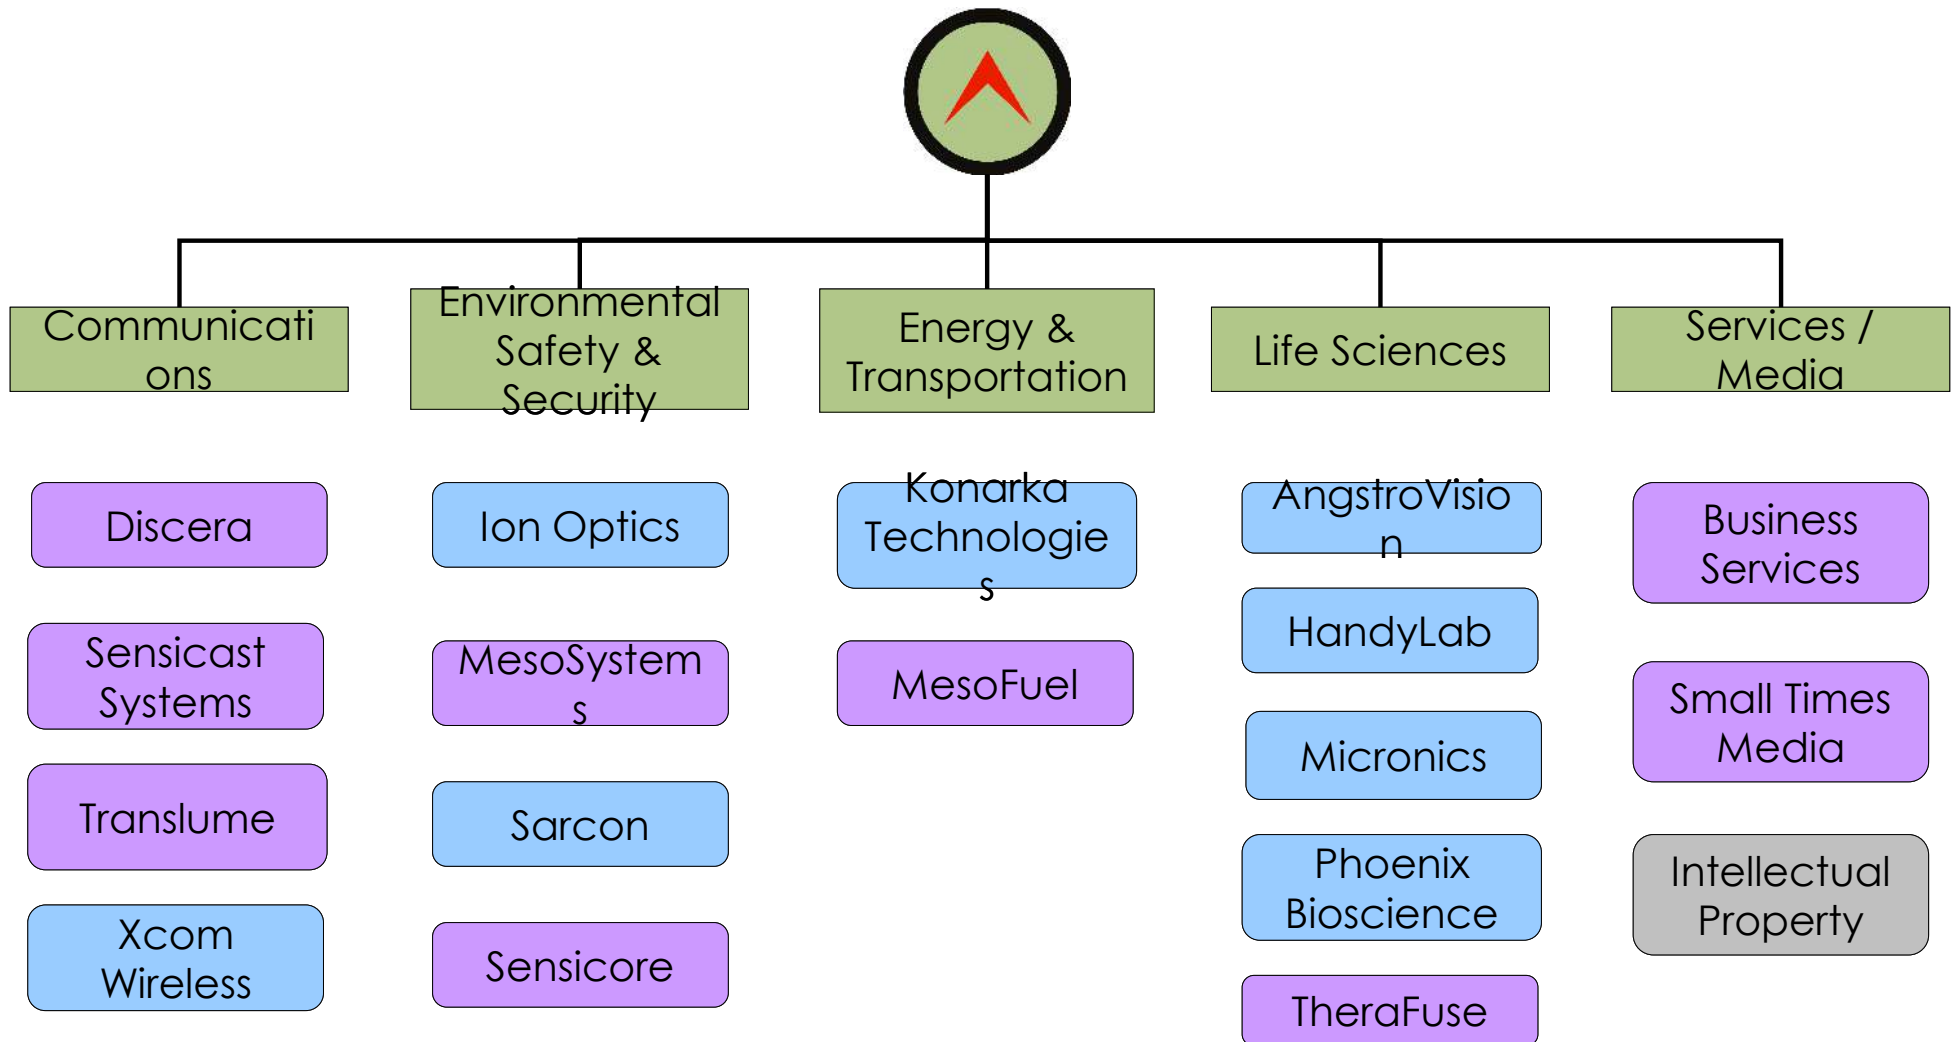 Communicati
ons
Environmental
Safety &
Security
Energy &
Transportation
Life Sciences
Services /
Media
Discera
Sensicast
Systems
Translume
Xcom
Wireless
Ion Optics
MesoSystem
s
Sarcon
Sensicore
Konarka
Technologie
s
MesoFuel
AngstroVisio
n
HandyLab
Micronics
Phoenix
Bioscience
TheraFuse
Business
Services
Small Times
Media
Intellectual
Property